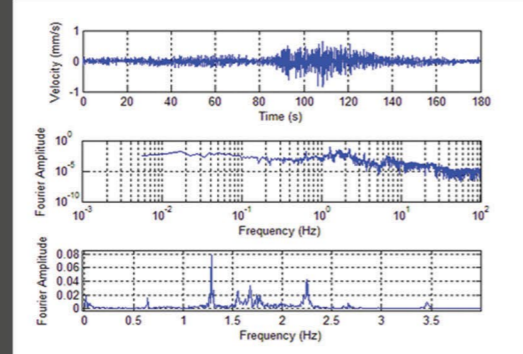 Velocity (mm/s)
1
0
-1
0 20 40 60 80 100 120 140 160 180
Time (s)
Fourier Amplitude
10^0
10^-5
10^-10
10^-3 10^-2 10^-1 10^0 10^1 10^2
Frequency (Hz)
Fourier Amplitude
0.08
0.06
0.04
0.02
0
0 0.5 1 1.5 2 2.5 3 3.5
Frequency (Hz)